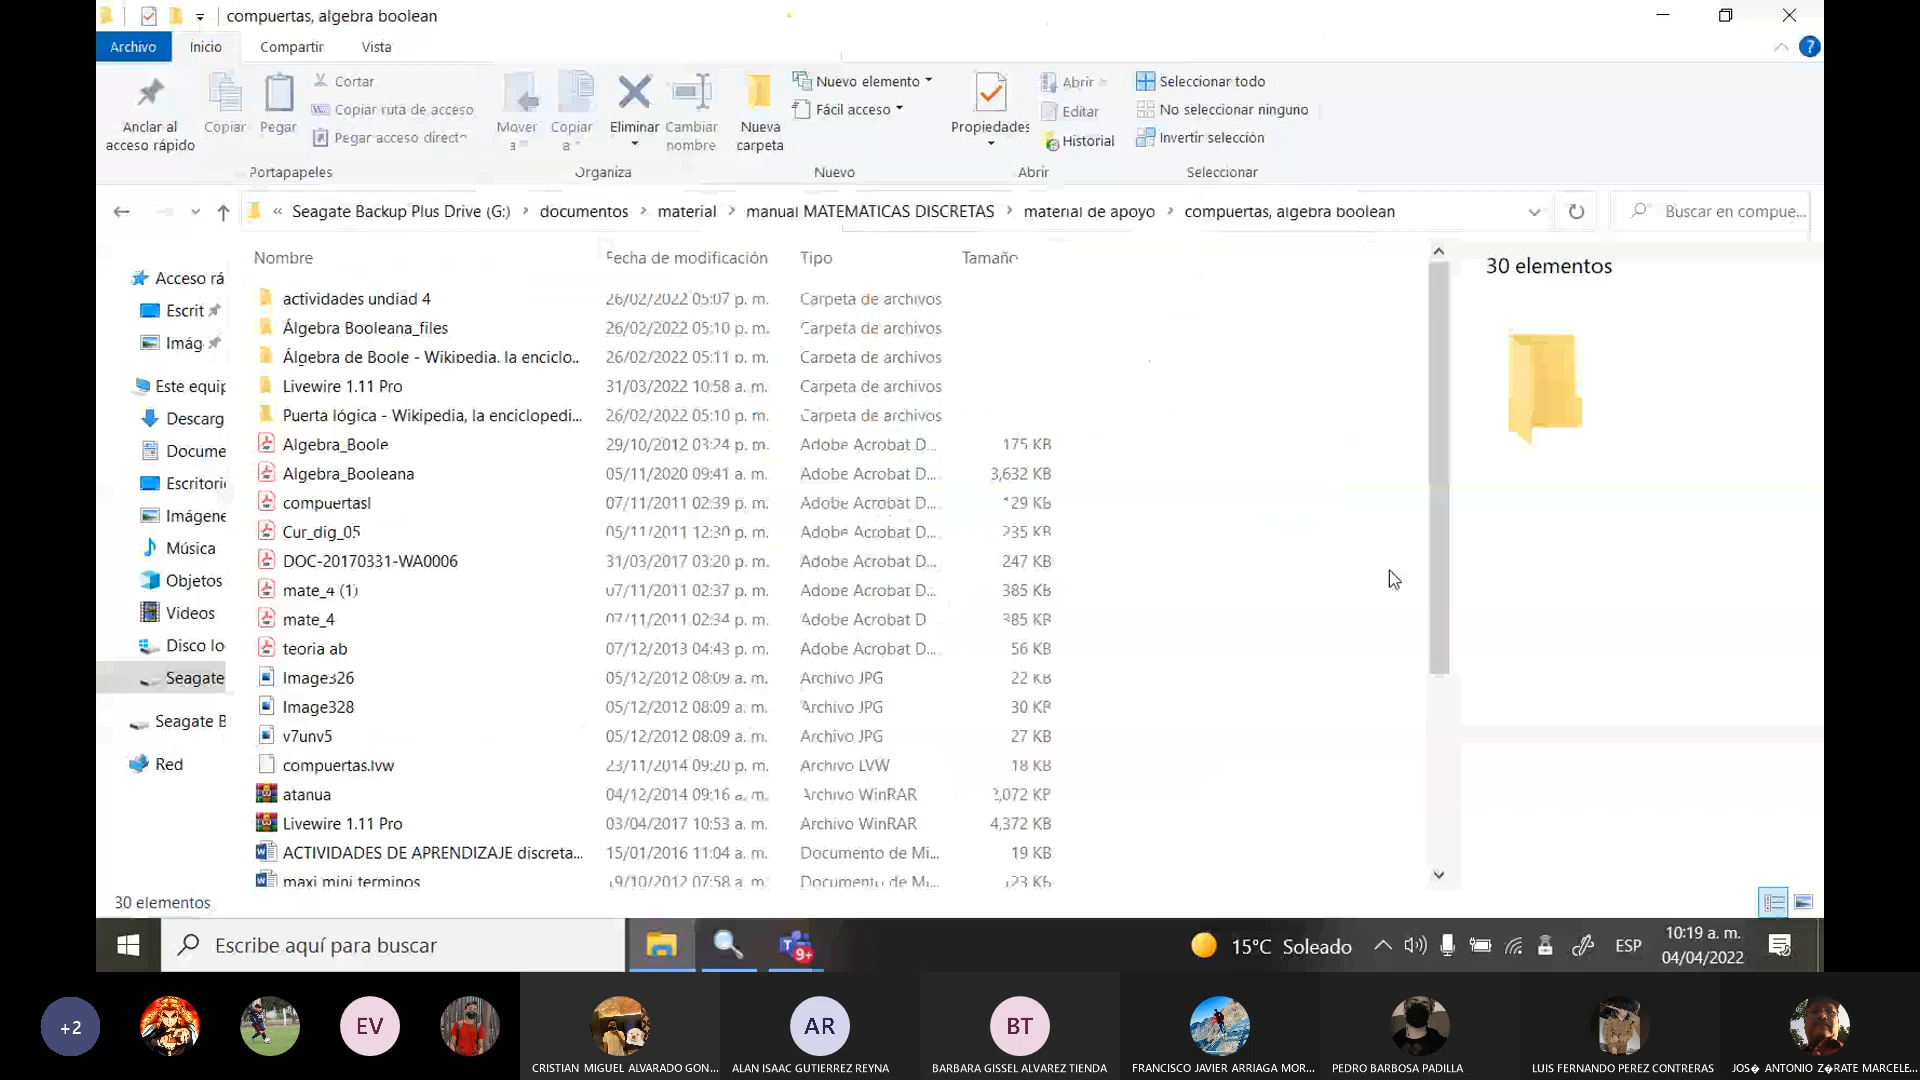 compuertas, algebra boolean
Archivo Inicio Compartir Vista
Anclar al acceso rápido
Copiar
Pegar
Cortar
Copiar ruta de acceso
Pegar acceso directo
Portapapeles
Mover a
Copiar a
Eliminar
Cambiar nombre
Organiza
Nueva carpeta
Nuevo elemento
Fácil acceso
Nuevo
Propiedades
Abrir
Editar
Historial
Abrir
Seleccionar todo
No seleccionar ninguno
Invertir selección
Seleccionar
« Seagate Backup Plus Drive (G:) › documentos › material › manual MATEMATICAS DISCRETAS › material de apoyo › compuertas, algebra boolean
Buscar en compue...
Acceso rá
Escrit
Imág
Este equip
Descarg
Docume
Escritori
Imágene
Música
Objetos
Videos
Disco lo
Seagate
Seagate B
Red
Nombre Fecha de modificación Tipo Tamaño
actividades undiad 4 26/02/2022 05:07 p. m. Carpeta de archivos
Álgebra Booleana_files 26/02/2022 05:10 p. m. Carpeta de archivos
Álgebra de Boole - Wikipedia, la enciclo... 26/02/2022 05:11 p. m. Carpeta de archivos
Livewire 1.11 Pro 31/03/2022 10:58 a. m. Carpeta de archivos
Puerta lógica - Wikipedia, la enciclopedi... 26/02/2022 05:10 p. m. Carpeta de archivos
Algebra_Boole 29/10/2012 03:24 p. m. Adobe Acrobat D... 175 KB
Algebra_Booleana 05/11/2020 09:41 a. m. Adobe Acrobat D... 3,632 KB
compuertasI 07/11/2011 02:39 p. m. Adobe Acrobat D... 129 KB
Cur_dig_05 05/11/2011 12:30 p. m. Adobe Acrobat D... 235 KB
DOC-20170331-WA0006 31/03/2017 03:20 p. m. Adobe Acrobat D... 247 KB
mate_4 (1) 07/11/2011 02:37 p. m. Adobe Acrobat D... 385 KB
mate_4 07/11/2011 02:34 p. m. Adobe Acrobat D 385 KB
teoria ab 07/12/2013 04:43 p. m. Adobe Acrobat D... 56 KB
Image326 05/12/2012 08:09 a. m. Archivo JPG 22 KB
Image328 05/12/2012 08:09 a. m. Archivo JPG 30 KB
v7unv5 05/12/2012 08:09 a. m. Archivo JPG 27 KB
compuertas.lvw 23/11/2014 09:20 p. m. Archivo LVW 18 KB
atanua 04/12/2014 09:16 a. m. Archivo WinRAR 2,072 KB
Livewire 1.11 Pro 03/04/2017 10:53 a. m. Archivo WinRAR 4,372 KB
ACTIVIDADES DE APRENDIZAJE discreta... 15/01/2016 11:04 a. m. Documento de Mi... 19 KB
maxi mini terminos 19/10/2012 07:58 a. m. Documento de Mi...
30 elementos
30 elementos
Escribe aquí para buscar
9+
15°C Soleado
ESP
10:19 a. m.
04/04/2022
+2
EV
AR
BT
CRISTIAN MIGUEL ALVARADO GON...
ALAN ISAAC GUTIERREZ REYNA
BARBARA GISSEL ALVAREZ TIENDA
FRANCISCO JAVIER ARRIAGA MOR...
PEDRO BARBOSA PADILLA
LUIS FERNANDO PEREZ CONTRERAS
JOS� ANTONIO Z�RATE MARCELE...